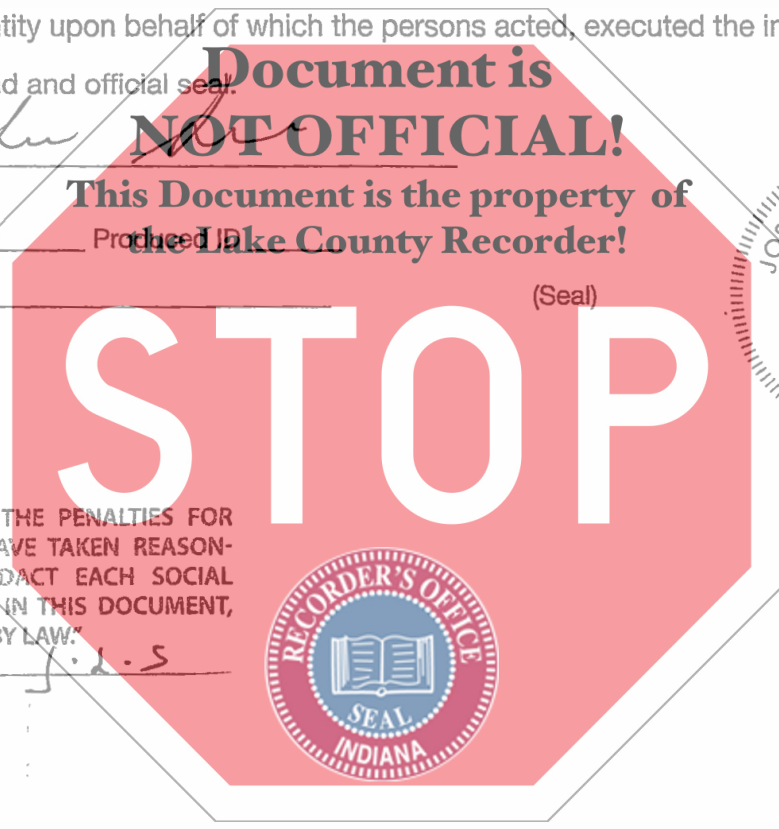 tity upon behalf of which the persons acted, executed the in
d and official seal.
Document is
NOT OFFICIAL!
This Document is the property of
Produced ID
the Lake County Recorder!
(Seal)
JOS
STOP
THE PENALTIES FOR
AVE TAKEN REASON-
DACT EACH SOCIAL
IN THIS DOCUMENT,
BY LAW."
J.L.S
RECORDER'S OFFICE
SEAL
INDIANA